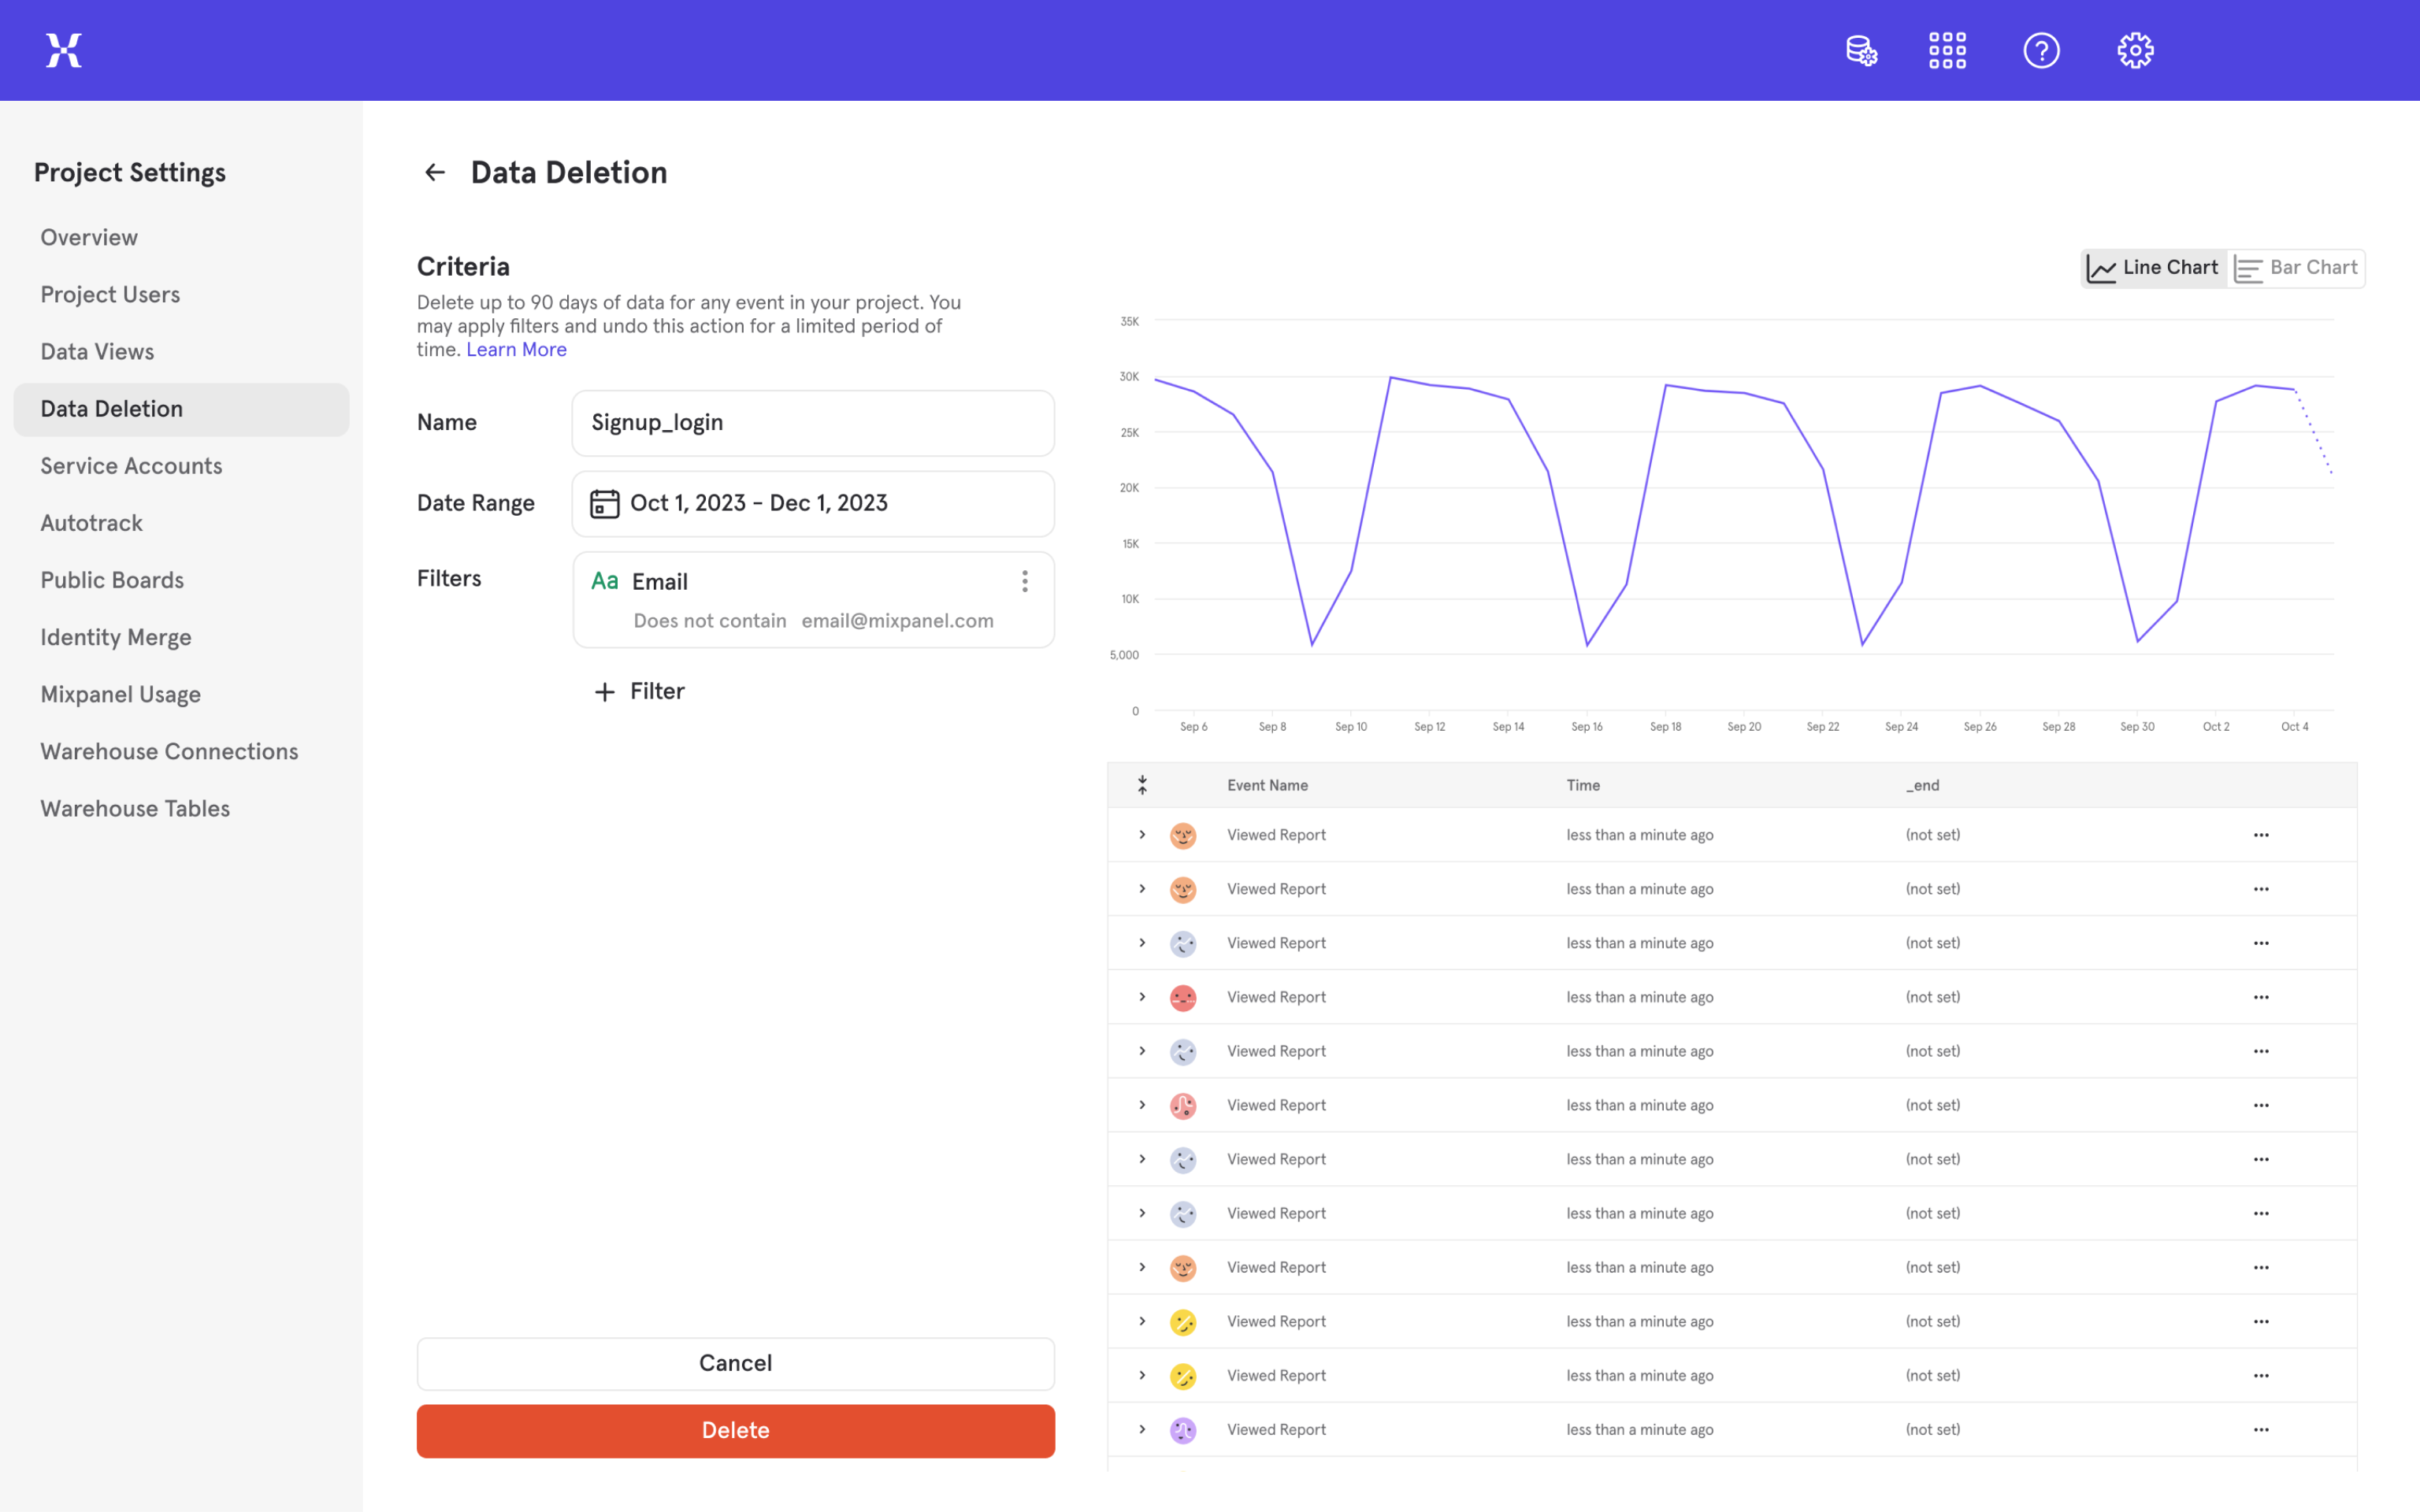 Project Settings
Overview
Project Users
Data Views
Data Deletion
Service Accounts
Autotrack
Public Boards
Identity Merge
Mixpanel Usage
Warehouse Connections
Warehouse Tables
Data Deletion
Criteria
Delete up to 90 days of data for any event in your project. You
may apply filters and undo this action for a limited period of
time. Learn More
Name
Signup_login
Date Range
Oct 1, 2023 - Dec 1, 2023
Filters
Aa Email
Does not contain email@mixpanel.com
+ Filter
Cancel
Delete
Line Chart
Bar Chart
35K
30K
25K
20K
15K
10K
5,000
0
Sep 6 Sep 8 Sep 10 Sep 12 Sep 14 Sep 16 Sep 18 Sep 20 Sep 22 Sep 24 Sep 26 Sep 28 Sep 30 Oct 2 Oct 4
Event Name Time _end
Viewed Report less than a minute ago (not set)
Viewed Report less than a minute ago (not set)
Viewed Report less than a minute ago (not set)
Viewed Report less than a minute ago (not set)
Viewed Report less than a minute ago (not set)
Viewed Report less than a minute ago (not set)
Viewed Report less than a minute ago (not set)
Viewed Report less than a minute ago (not set)
Viewed Report less than a minute ago (not set)
Viewed Report less than a minute ago (not set)
Viewed Report less than a minute ago (not set)
Viewed Report less than a minute ago (not set)